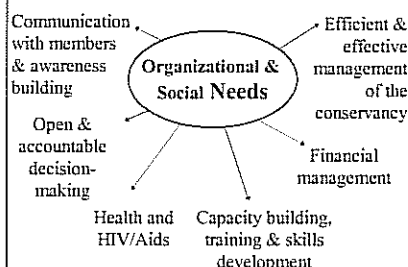 Communication
with members
& awareness
building
Efficient &
effective
management
of the
conservancy
Organizational &
Social Needs
Open &
accountable
decision-
making
Financial
management
Health and
HIV/Aids
Capacity building,
training & skills
development